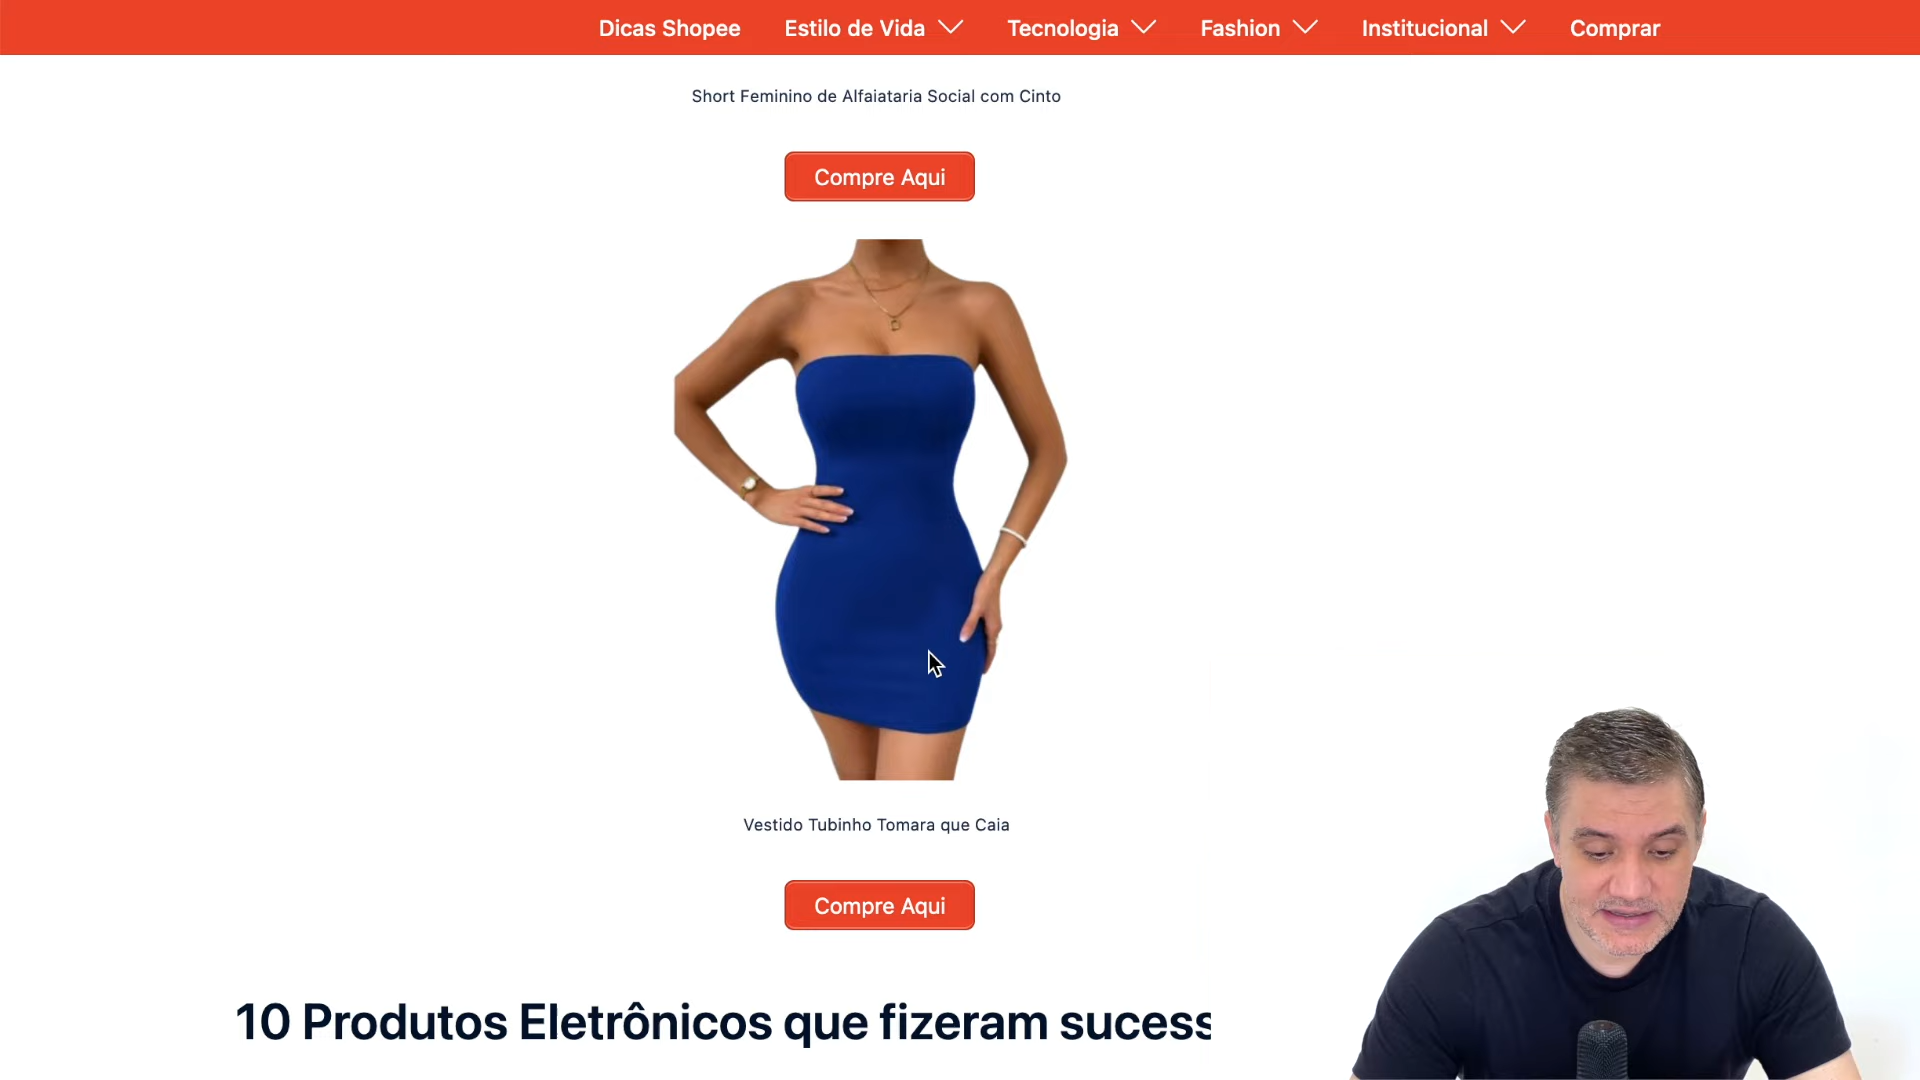 Dicas Shopee Estilo de Vida Tecnologia Fashion Institucional Comprar
Short Feminino de Alfaiataria Social com Cinto
Compre Aqui
Vestido Tubinho Tomara que Caia
Compre Aqui
10 Produtos Eletrônicos que fizeram sucess